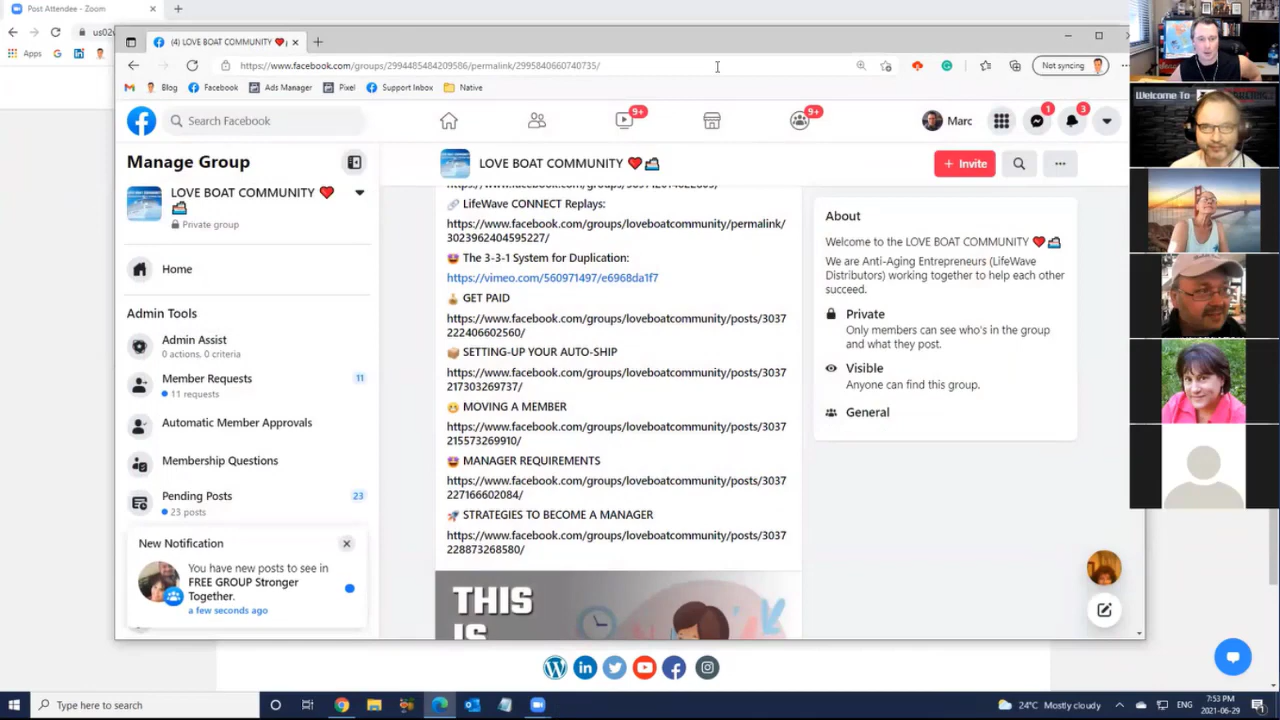 Post Attendee - Zoom
us02v
Apps
(4) LOVE BOAT COMMUNITY
https://www.facebook.com/groups/2994485484209586/permalink/2995840660740735/
Not syncing
Gmail
Blog
Facebook
Ads Manager
Pixel
Support Inbox
Native
Welcome To
Search Facebook
9+
9+
Marc
1
3
Manage Group
LOVE BOAT COMMUNITY ❤️🛳️
Private group
Home
Admin Tools
Admin Assist
0 actions, 0 criteria
Member Requests
11
11 requests
Automatic Member Approvals
Membership Questions
Pending Posts
23
23 posts
New Notification
You have new posts to see in
FREE GROUP Stronger
Together.
a few seconds ago
LOVE BOAT COMMUNITY ❤️🛳️
+ Invite
🔗 LifeWave CONNECT Replays:
https://www.facebook.com/groups/loveboatcommunity/permalink/
3023962404595227/
The 3-3-1 System for Duplication:
https://vimeo.com/560971497/e6968da1f7
💰 GET PAID
https://www.facebook.com/groups/loveboatcommunity/posts/3037
222406602560/
📦 SETTING-UP YOUR AUTO-SHIP
https://www.facebook.com/groups/loveboatcommunity/posts/3037
217303269737/
MOVING A MEMBER
https://www.facebook.com/groups/loveboatcommunity/posts/3037
215573269910/
MANAGER REQUIREMENTS
https://www.facebook.com/groups/loveboatcommunity/posts/3037
227166602084/
🚀 STRATEGIES TO BECOME A MANAGER
https://www.facebook.com/groups/loveboatcommunity/posts/3037
228873268580/
THIS
IS
About
Welcome to the LOVE BOAT COMMUNITY ❤️🛳️
We are Anti-Aging Entrepreneurs (LifeWave
Distributors) working together to help each other
succeed.
Private
Only members can see who's in the group
and what they post.
Visible
Anyone can find this group.
General
Type here to search
24°C Mostly cloudy
ENG
7:53 PM
2021-06-29
1